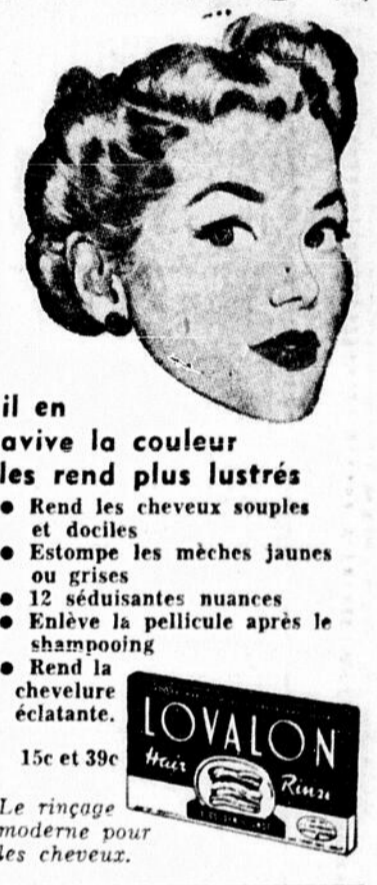 il en
avive la couleur
les rend plus lustrés
● Rend les cheveux souples
et dociles
● Estompe les mèches jaunes
ou grises
● 12 séduisantes nuances
● Enlève la pellicule après le
shampooing
● Rend la
chevelure
éclatante.
15c et 39c
Le rinçage
moderne pour
les cheveux.
LOVALON
Hair
Rinse